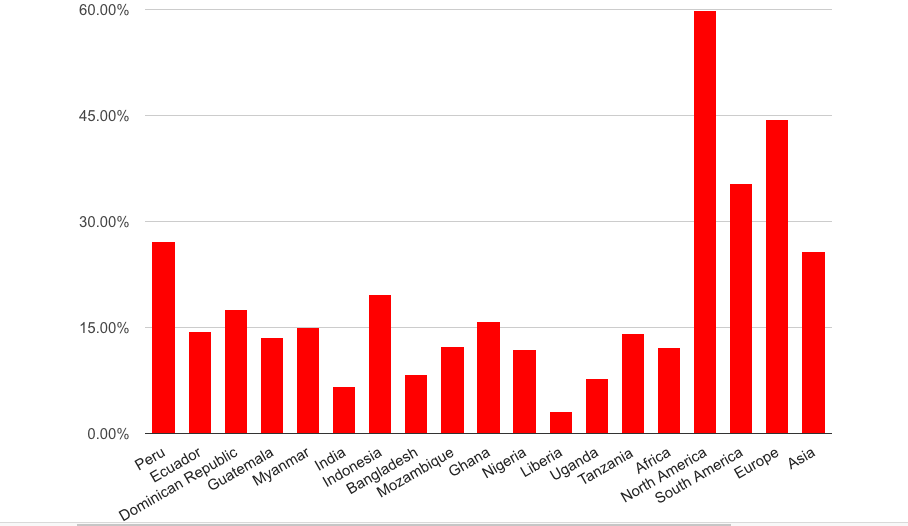 60.00%
45.00%
30.00%
15.00%
0.00%
Peru
Ecuador
Dominican Republic
Guatemala
Myanmar
India
Indonesia
Bangladesh
Mozambique
Ghana
Nigeria
Liberia
Uganda
Tanzania
Africa
North America
South America
Europe
Asia